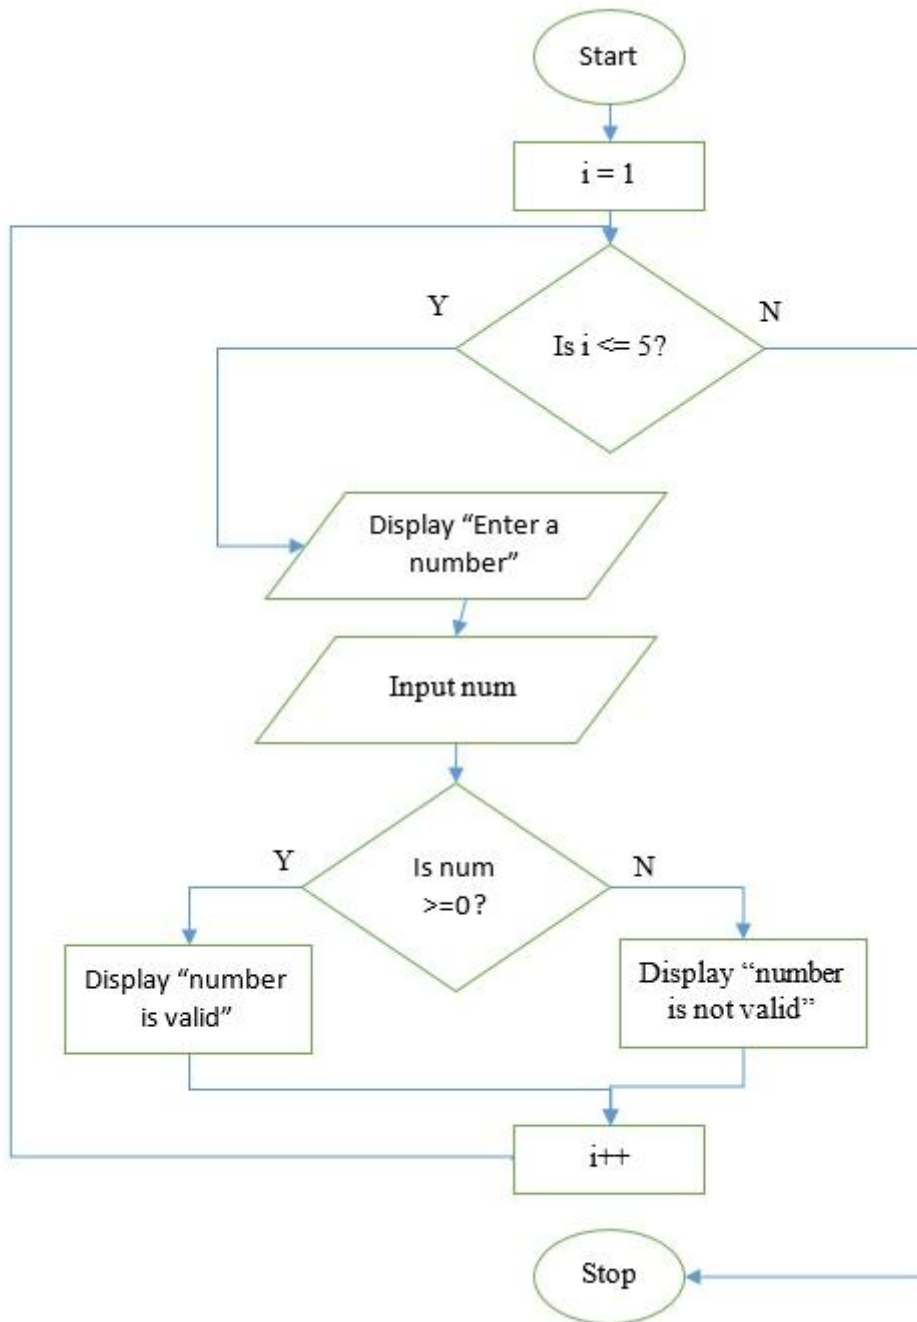 Start
i = 1
Y
N
Is i <= 5?
Display “Enter a
number”
Input num
Y
N
Is num
>=0?
Display “number
is valid”
Display “number
is not valid”
i++
Stop